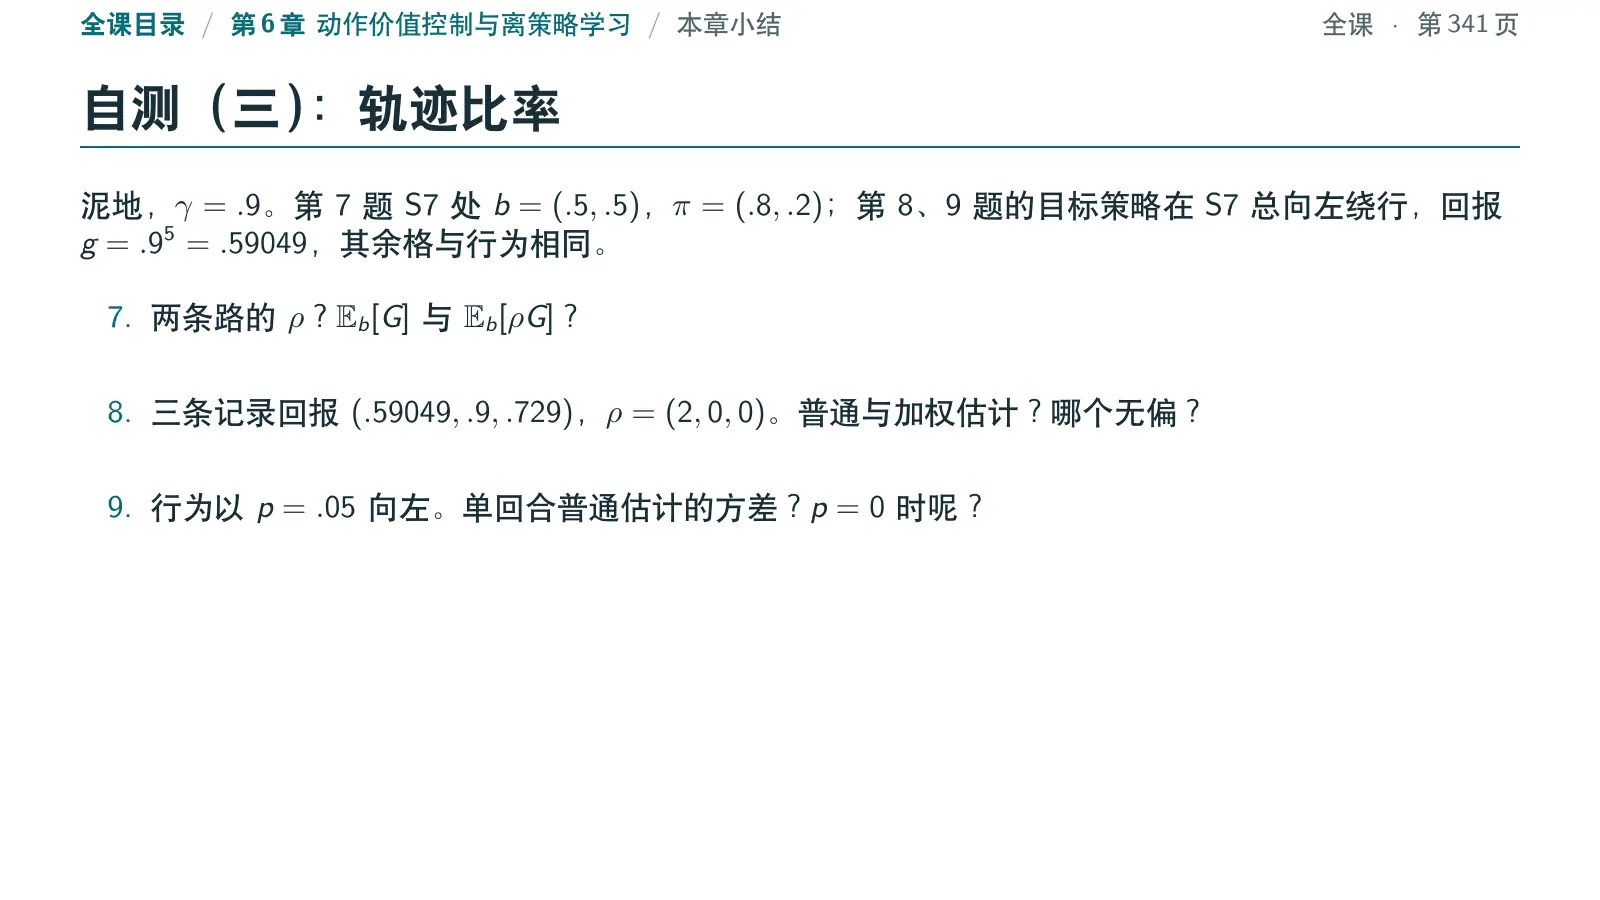 全课目录 / 第 6 章 动作价值控制与离策略学习 / 本章小结
全课 · 第 341 页
自测（三）：轨迹比率
泥地，γ = .9。第 7 题 S7 处 b = (.5, .5)，π = (.8, .2)；第 8、9 题的目标策略在 S7 总向左绕行，回报
g = .9⁵ = .59049，其余格与行为相同。
7. 两条路的 ρ？𝔼_b[G] 与 𝔼_b[ρG]？
8. 三条记录回报 (.59049, .9, .729)，ρ = (2, 0, 0)。普通与加权估计？哪个无偏？
9. 行为以 p = .05 向左。单回合普通估计的方差？p = 0 时呢？